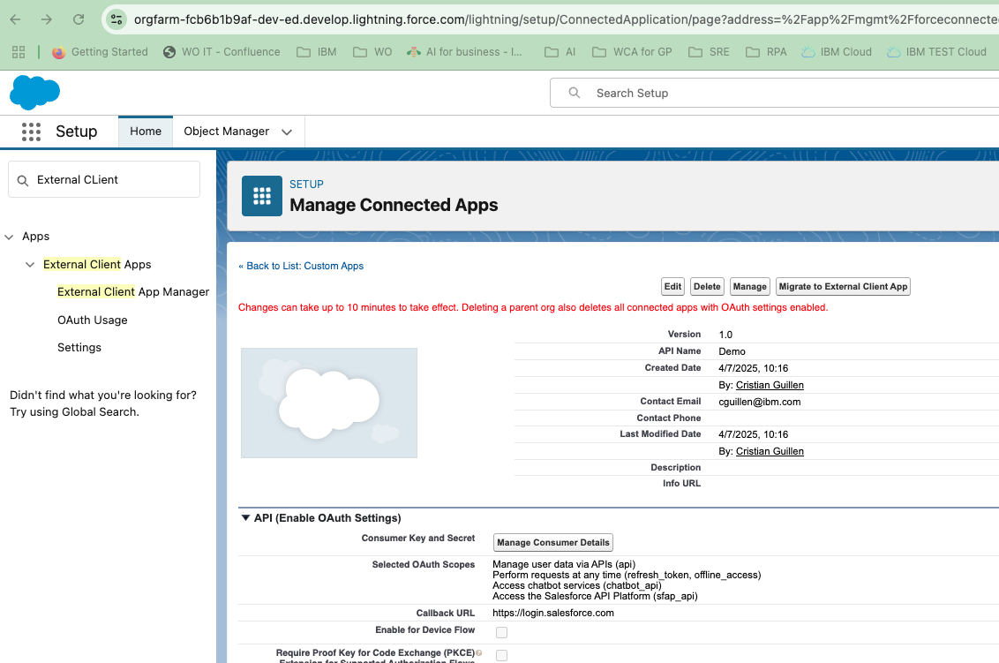 orgfarm-fcb6b1b9af-dev-ed.develop.lightning.force.com/lightning/setup/ConnectedApplication/page?address=%2Fapp%2Fmgmt%2Fforceconnecte
Getting Started WO IT - Confluence IBM WO AI for business - I... AI WCA for GP SRE RPA IBM Cloud IBM TEST Cloud
Search Setup
Setup Home Object Manager
External CLient
SETUP
Manage Connected Apps
Apps
External Client Apps
External Client App Manager
OAuth Usage
Settings
Didn't find what you're looking for?
Try using Global Search.
« Back to List: Custom Apps
Edit Delete Manage Migrate to External Client App
Changes can take up to 10 minutes to take effect. Deleting a parent org also deletes all connected apps with OAuth settings enabled.
Version 1.0
API Name Demo
Created Date 4/7/2025, 10:16
By: Cristian Guillen
Contact Email cguillen@ibm.com
Contact Phone
Last Modified Date 4/7/2025, 10:16
By: Cristian Guillen
Description
Info URL
API (Enable OAuth Settings)
Consumer Key and Secret Manage Consumer Details
Selected OAuth Scopes Manage user data via APIs (api)
Perform requests at any time (refresh_token, offline_access)
Access chatbot services (chatbot_api)
Access the Salesforce API Platform (sfap_api)
Callback URL https://login.salesforce.com
Enable for Device Flow
Require Proof Key for Code Exchange (PKCE)
Extension for Supported Authorization Flows